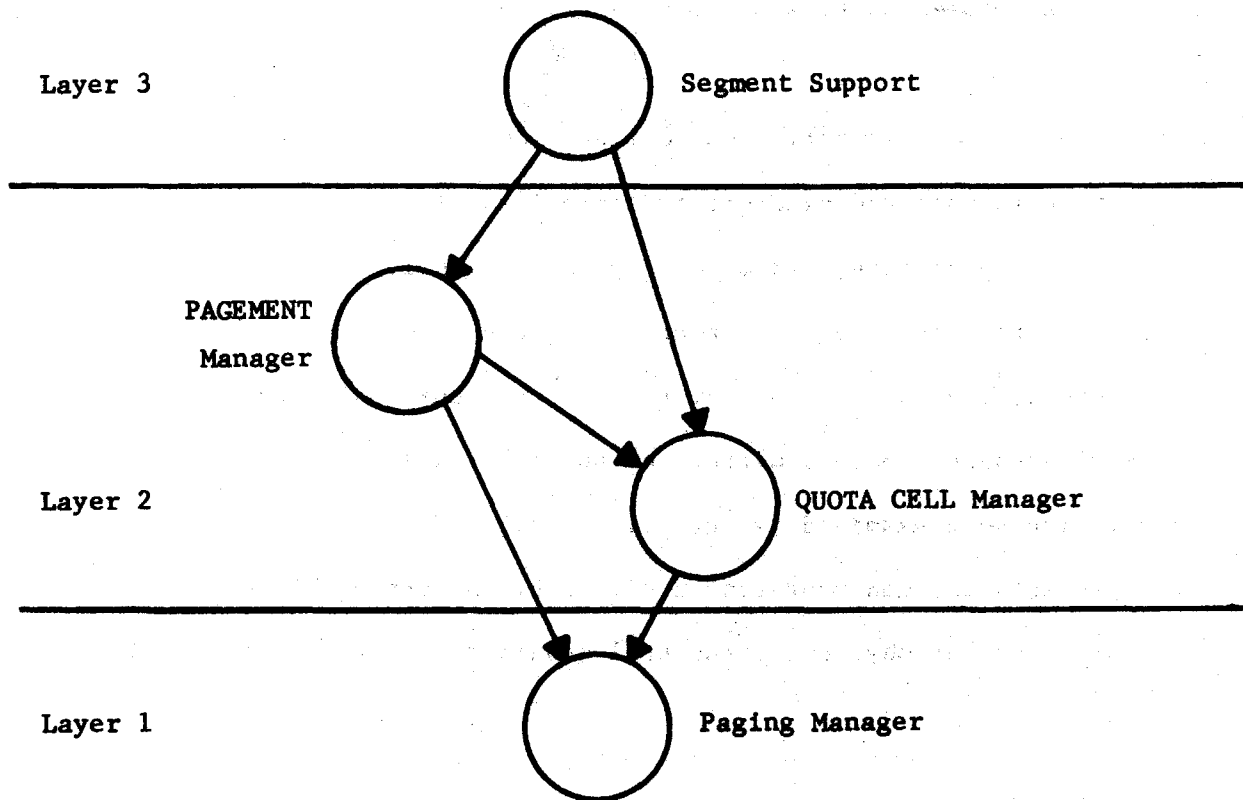 Layer 3
Segment Support
PAGEMENT
Manager
Layer 2
QUOTA CELL Manager
Layer 1
Paging Manager